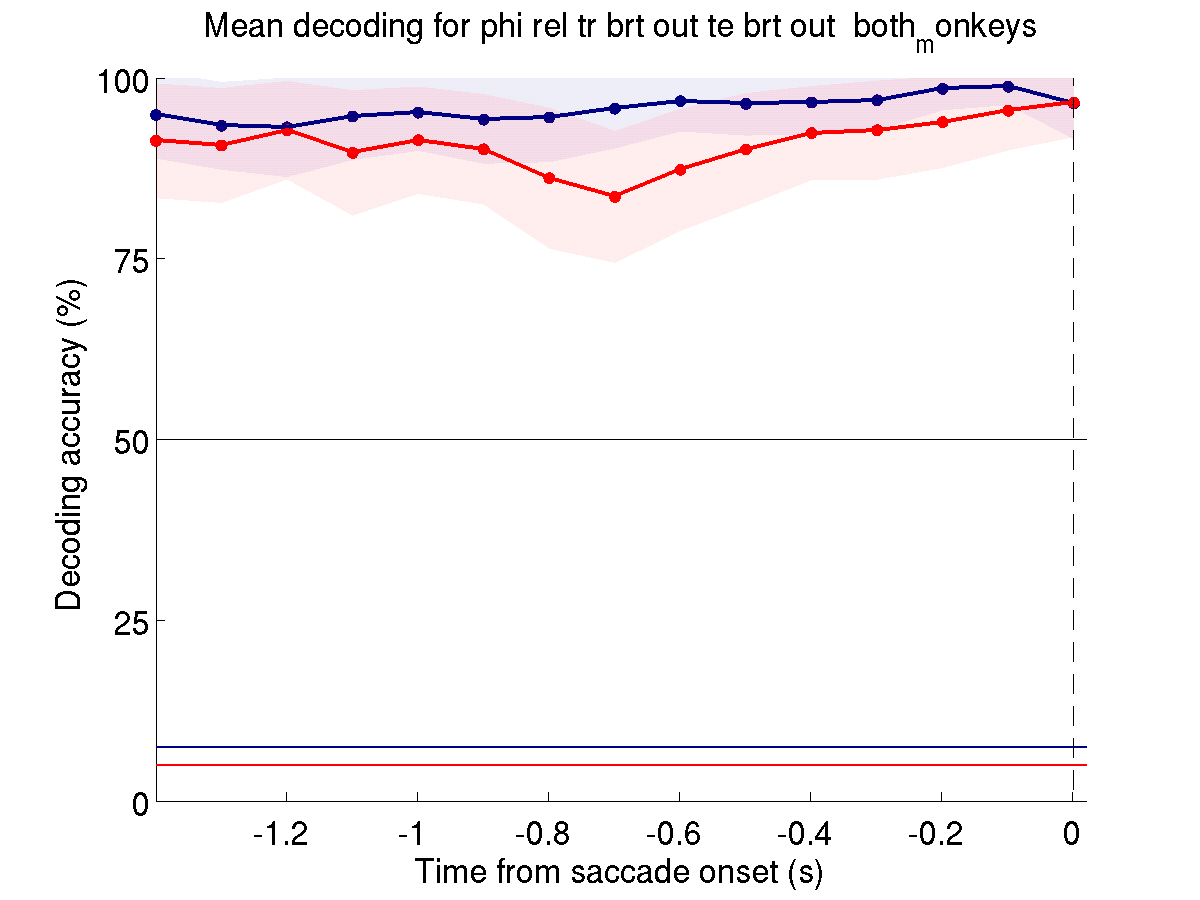 Mean decoding for phi rel tr brt out te brt out both_monkeys
100
75
50
25
0
Decoding accuracy (%)
-1.2 -1 -0.8 -0.6 -0.4 -0.2 0
Time from saccade onset (s)